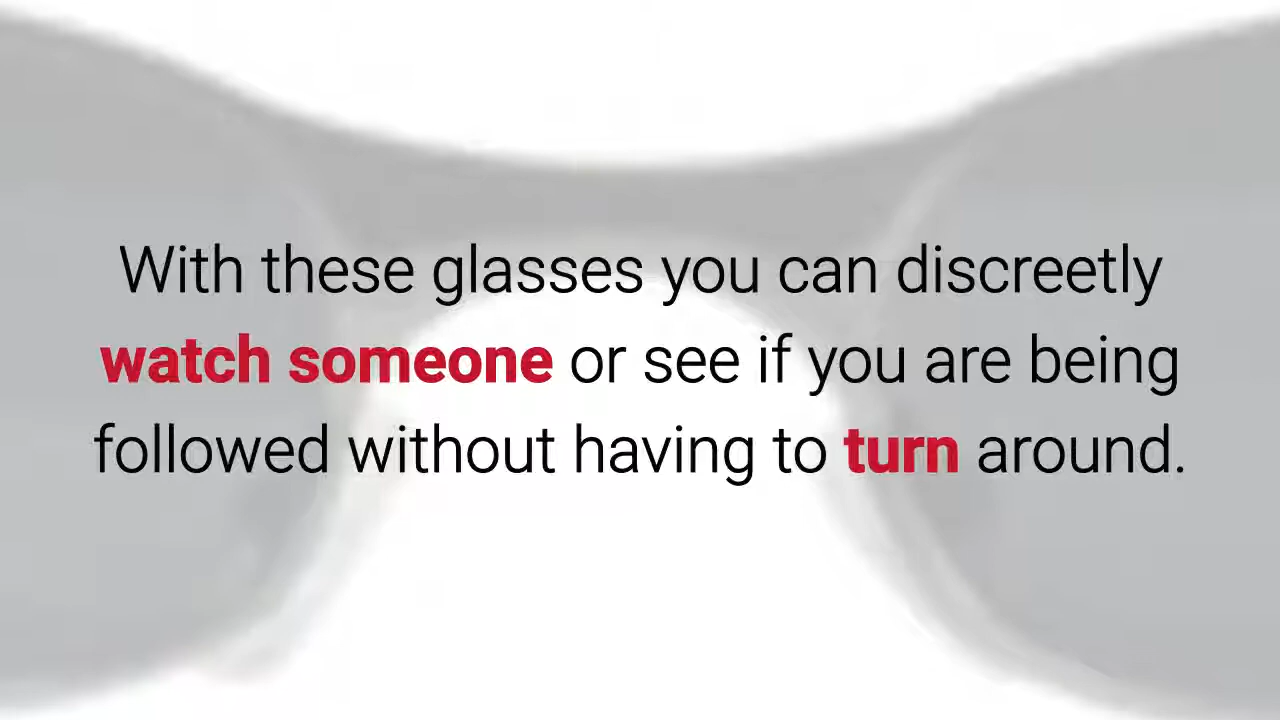 With these glasses you can discreetly
watch someone or see if you are being
followed without having to turn around.